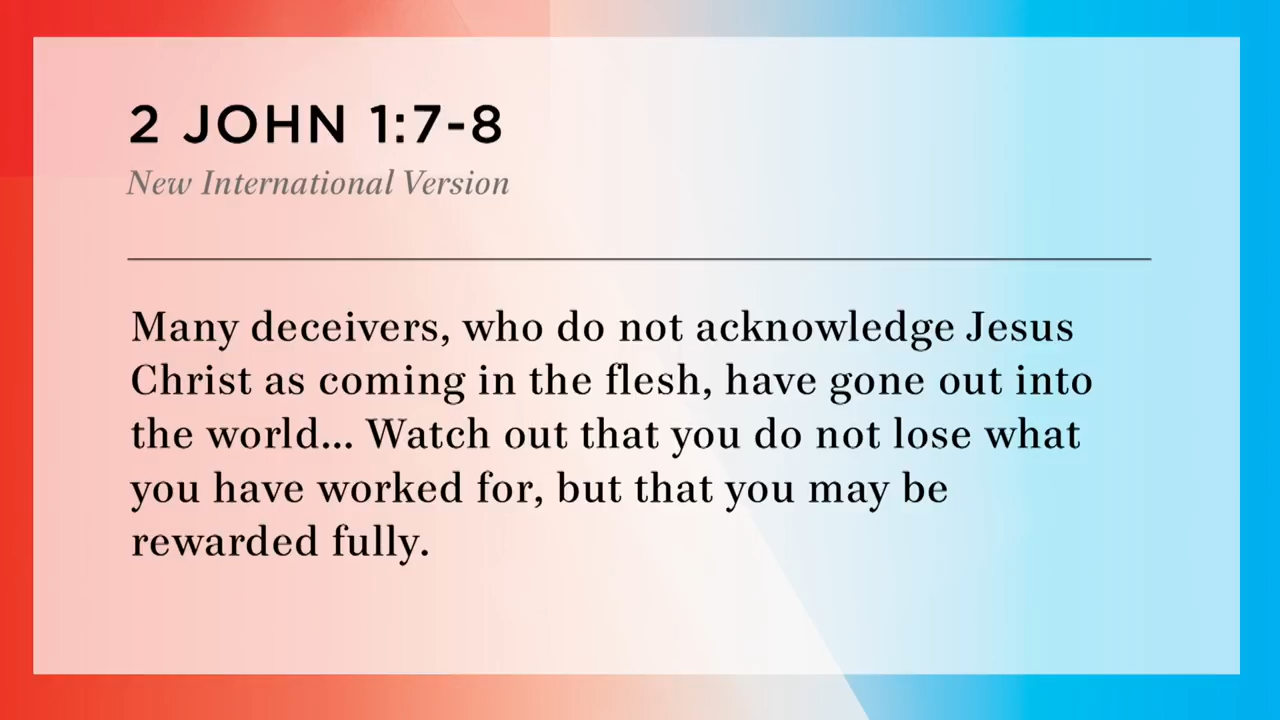 2 JOHN 1:7-8
New International Version
Many deceivers, who do not acknowledge Jesus
Christ as coming in the flesh, have gone out into
the world... Watch out that you do not lose what
you have worked for, but that you may be
rewarded fully.